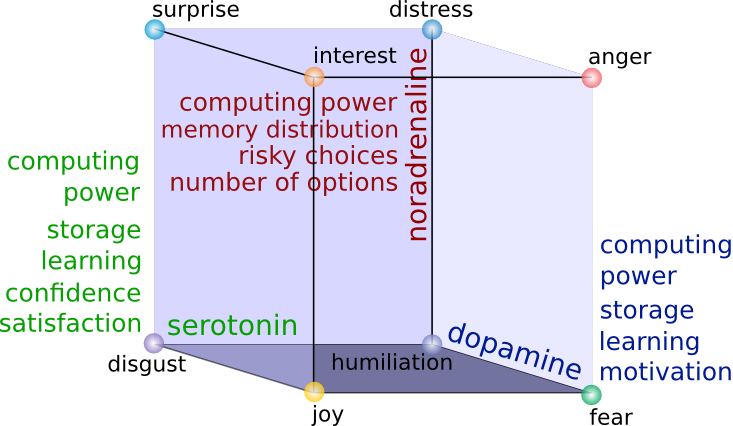 surprise
distress
interest
anger
computing power
memory distribution
risky choices
number of options
noradrenaline
computing
power
storage
learning
confidence
satisfaction
serotonin
disgust
humiliation
dopamine
computing
power
storage
learning
motivation
joy
fear